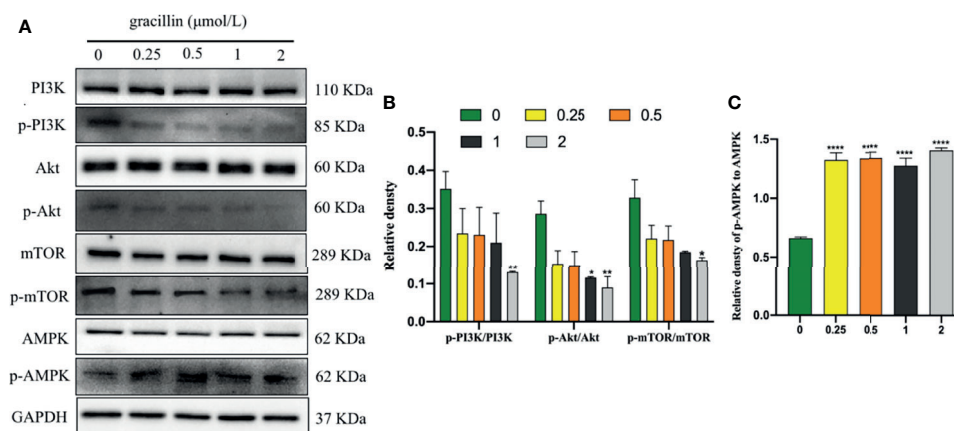 A
gracillin (μmol/L)
0 0.25 0.5 1 2
PI3K 110 KDa
p-PI3K 85 KDa
Akt 60 KDa
p-Akt 60 KDa
mTOR 289 KDa
p-mTOR 289 KDa
AMPK 62 KDa
p-AMPK 62 KDa
GAPDH 37 KDa
B
0 0.25 0.5
1 2
Relative densty
0.5
0.4
0.3
0.2
0.1
0.0
** * ** *
p-PI3K/PI3K p-Akt/Akt p-mTOR/mTOR
C
Relative densty of p-AMPK to AMPK
1.5
1.0
0.5
0.0
**** **** **** ****
0 0.25 0.5 1 2